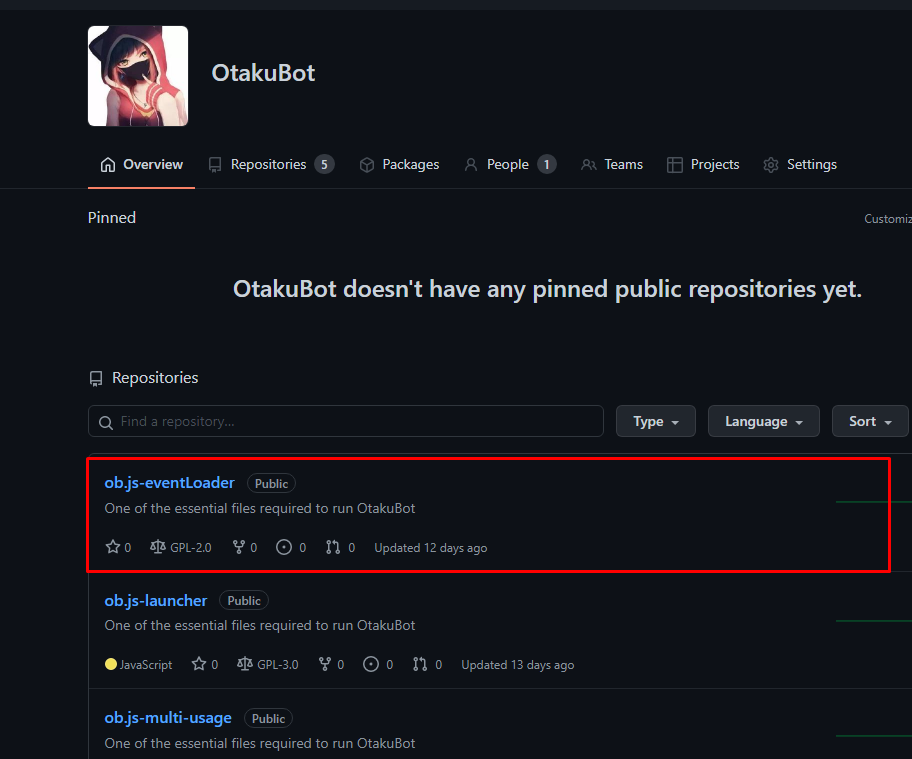 OtakuBot
Overview Repositories 5 Packages People 1 Teams Projects Settings
Pinned Customiz
OtakuBot doesn't have any pinned public repositories yet.
Repositories
Find a repository... Type Language Sort
ob.js-eventLoader Public
One of the essential files required to run OtakuBot
0 GPL-2.0 0 0 0 Updated 12 days ago
ob.js-launcher Public
One of the essential files required to run OtakuBot
JavaScript 0 GPL-3.0 0 0 0 Updated 13 days ago
ob.js-multi-usage Public
One of the essential files required to run OtakuBot